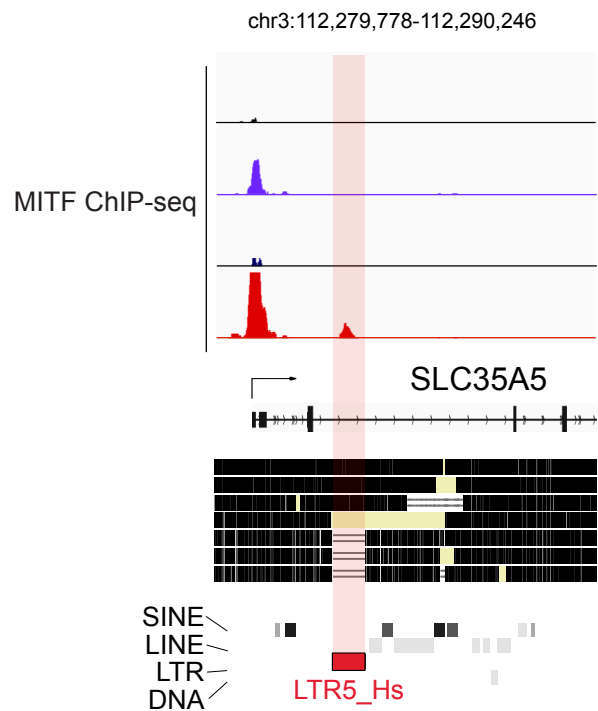 chr3:112,279,778-112,290,246
MITF ChIP-seq
SLC35A5
SINE
LINE
LTR
DNA
LTR5_Hs